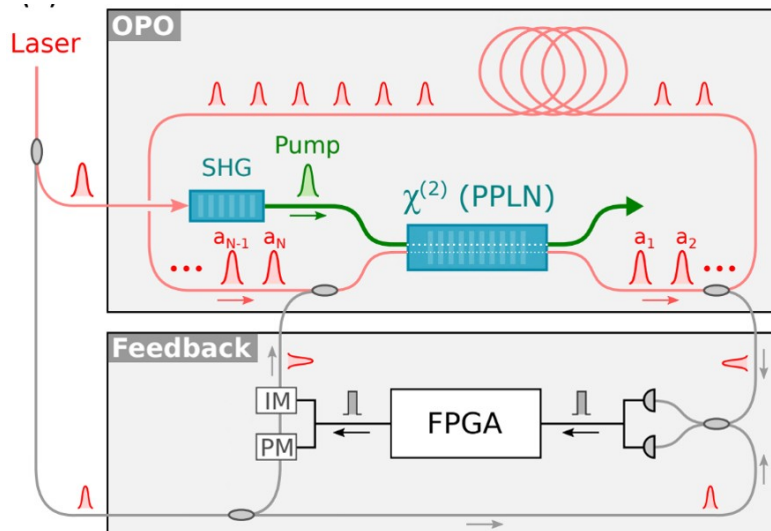 OPO
Laser
Pump
SHG
χ(2) (PPLN)
aN-1 aN
a1 a2
Feedback
IM
FPGA
PM